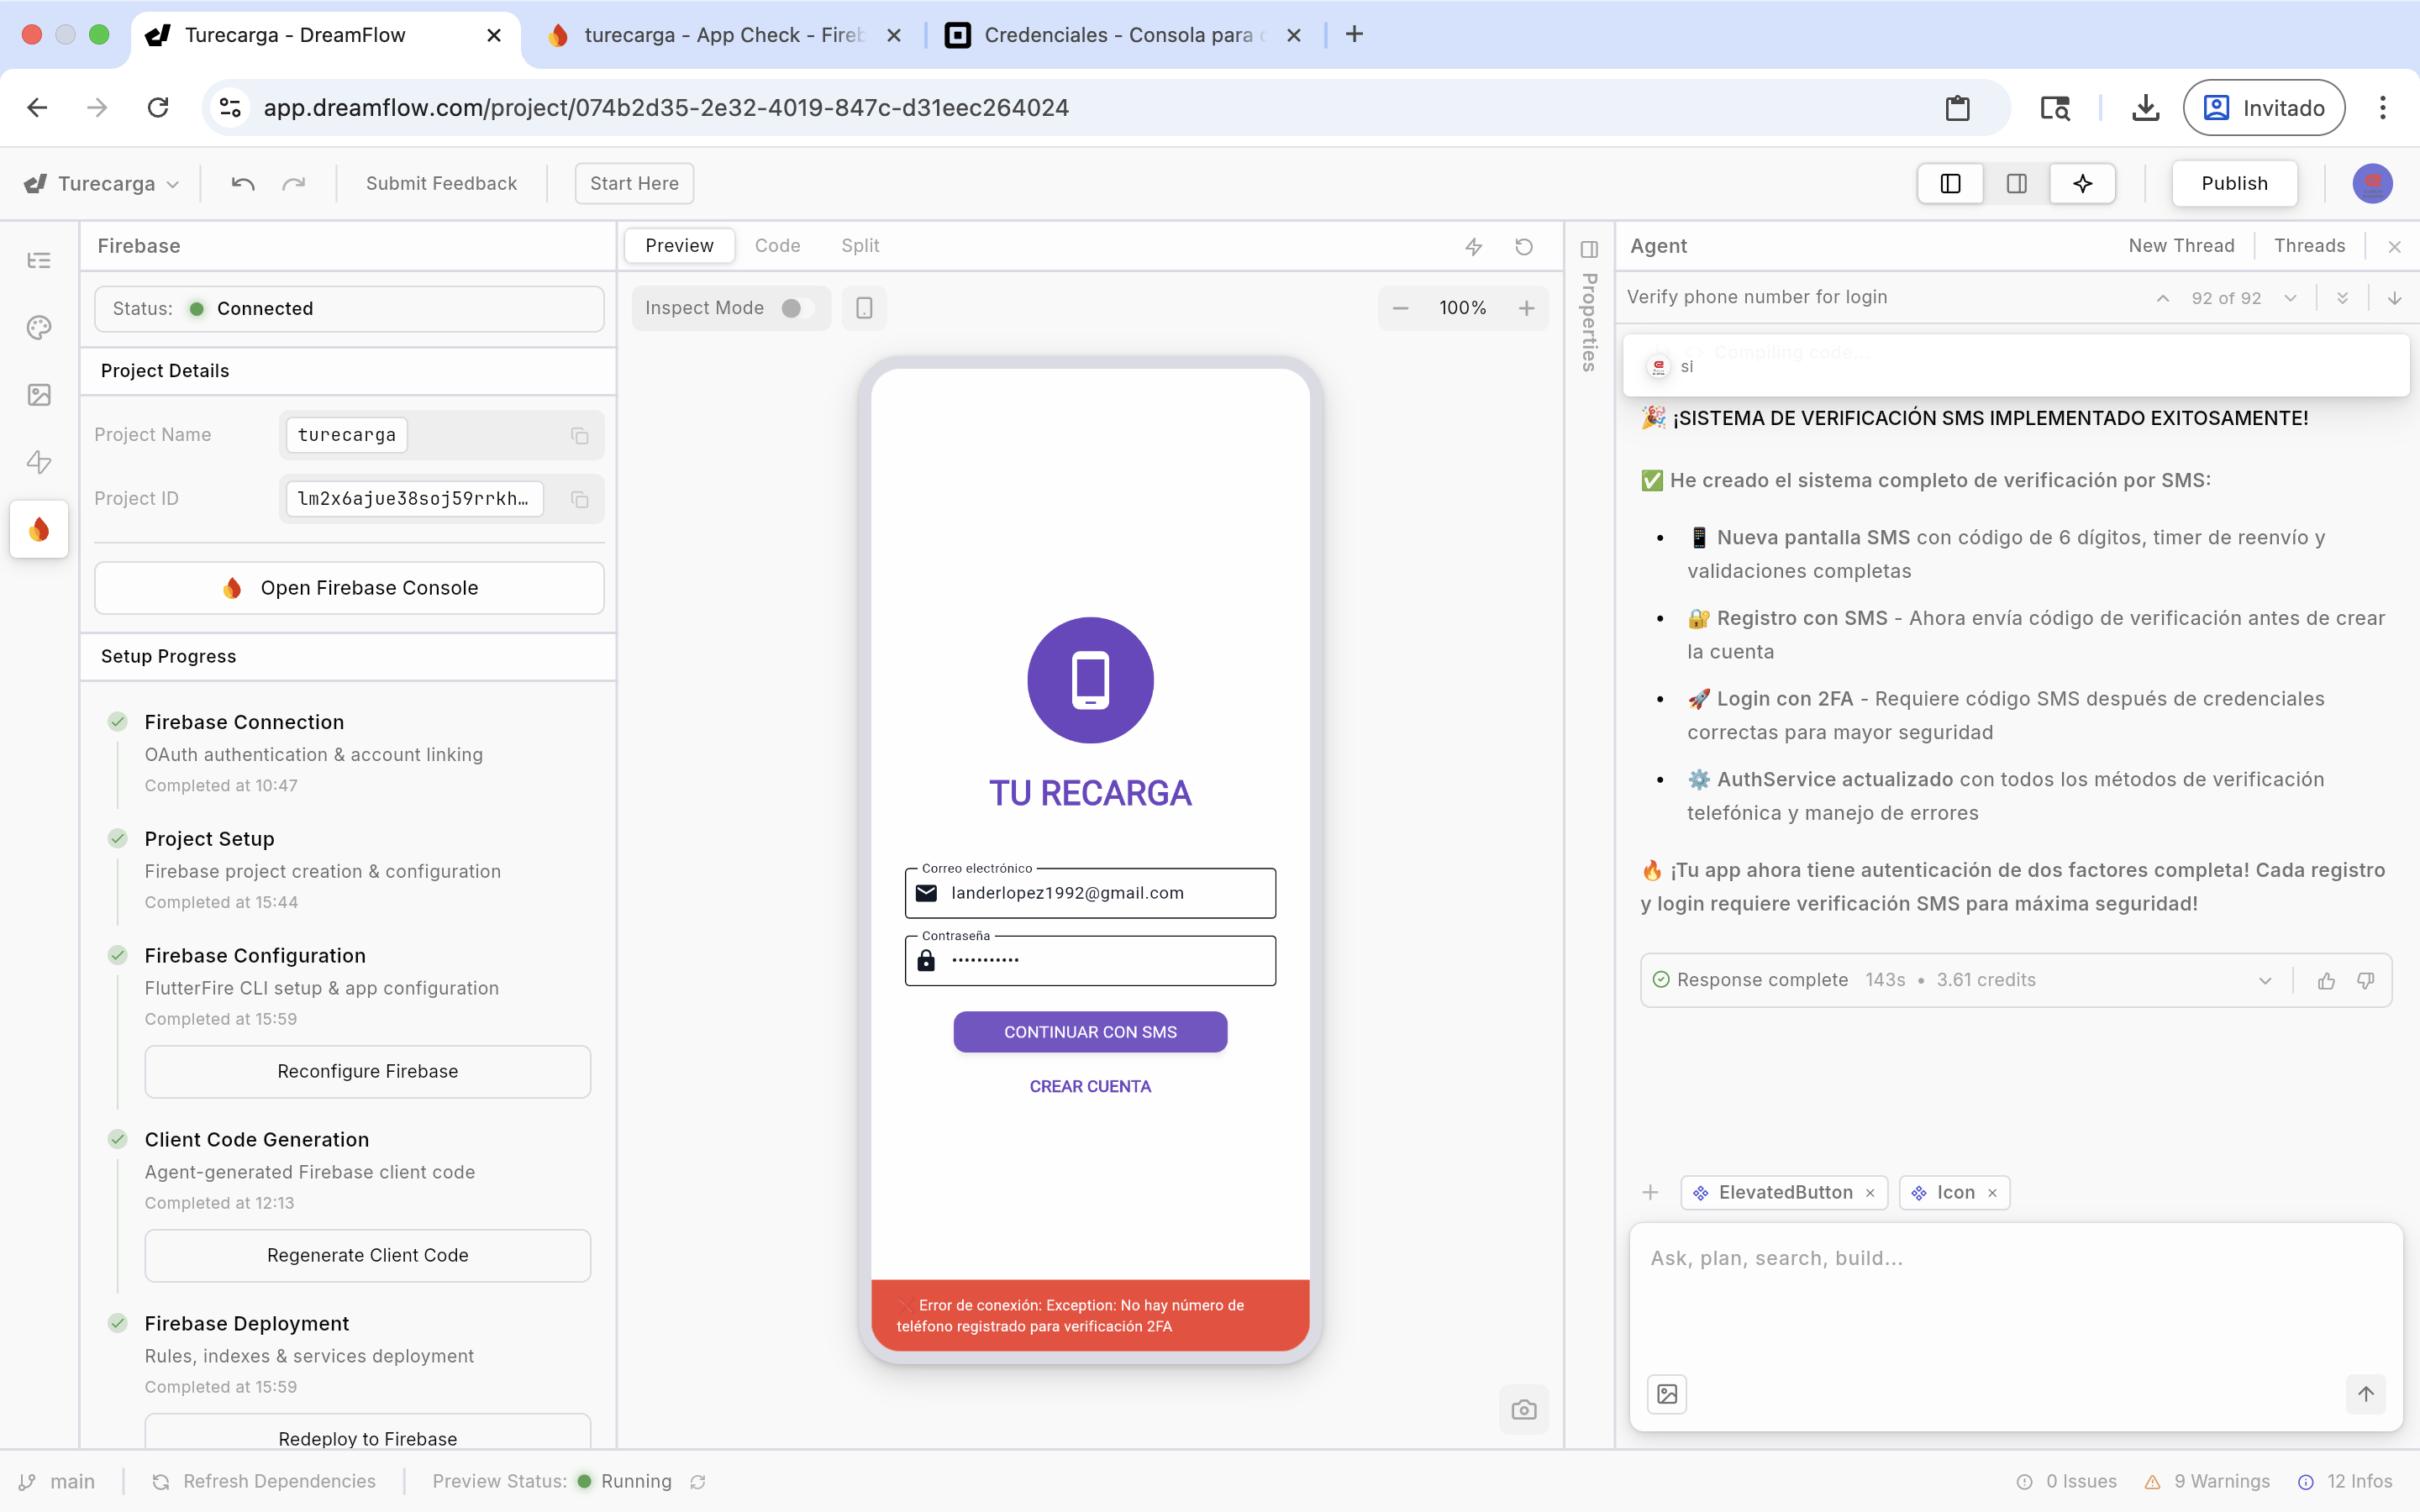 Turecarga - DreamFlow
turecarga - App Check - Fireb
Credenciales - Consola para
app.dreamflow.com/project/074b2d35-2e32-4019-847c-d31eec264024
Invitado
Turecarga
Submit Feedback
Start Here
Publish
Firebase
Status: Connected
Project Details
Project Name
turecarga
Project ID
lm2x6ajue38soj59rrkh…
Open Firebase Console
Setup Progress
Firebase Connection
OAuth authentication & account linking
Completed at 10:47
Project Setup
Firebase project creation & configuration
Completed at 15:44
Firebase Configuration
FlutterFire CLI setup & app configuration
Completed at 15:59
Reconfigure Firebase
Client Code Generation
Agent-generated Firebase client code
Completed at 12:13
Regenerate Client Code
Firebase Deployment
Rules, indexes & services deployment
Completed at 15:59
Redeploy to Firebase
Preview
Code
Split
Inspect Mode
100%
TU RECARGA
Correo electrónico
landerlopez1992@gmail.com
Contraseña
•••••••••••
CONTINUAR CON SMS
CREAR CUENTA
❌ Error de conexión: Exception: No hay número de
teléfono registrado para verificación 2FA
Properties
Agent
New Thread
Threads
Verify phone number for login
92 of 92
Compiling code...
si
🎉 ¡SISTEMA DE VERIFICACIÓN SMS IMPLEMENTADO EXITOSAMENTE!
✅ He creado el sistema completo de verificación por SMS:
• 📱 Nueva pantalla SMS con código de 6 dígitos, timer de reenvío y
validaciones completas
• 🔐 Registro con SMS - Ahora envía código de verificación antes de crear
la cuenta
• 🚀 Login con 2FA - Requiere código SMS después de credenciales
correctas para mayor seguridad
• ⚙️ AuthService actualizado con todos los métodos de verificación
telefónica y manejo de errores
🔥 ¡Tu app ahora tiene autenticación de dos factores completa! Cada registro
y login requiere verificación SMS para máxima seguridad!
Response complete 143s • 3.61 credits
ElevatedButton ×
Icon ×
Ask, plan, search, build...
main
Refresh Dependencies
Preview Status: Running
0 Issues
9 Warnings
12 Infos